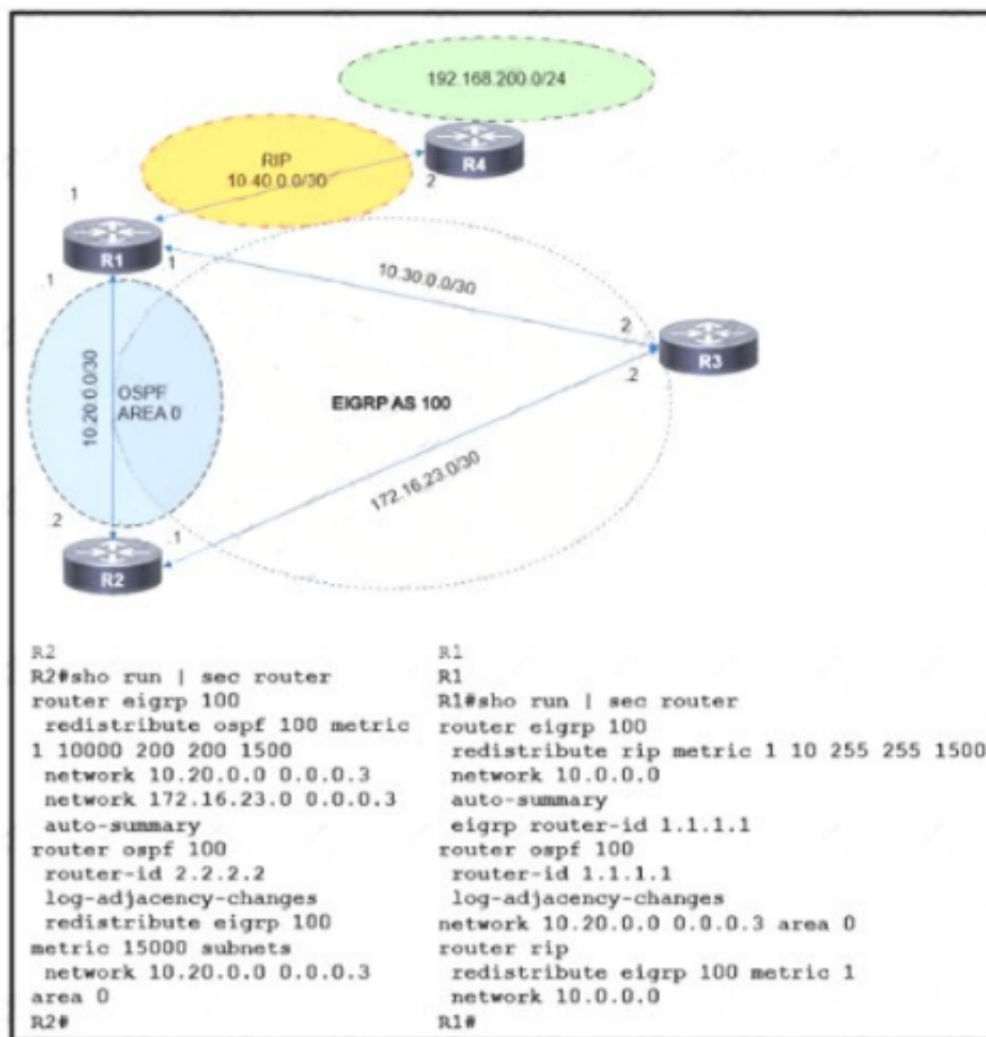 192.168.200.0/24
RIP
10.40.0.0/30
R4
2
1
R1
.1
1
10.30.0.0/30
2
R3
.2
10.20.0.0/30
OSPF
AREA 0
EIGRP AS 100
172.16.23.0/30
.2
.1
R2
R2
R2#sho run | sec router
router eigrp 100
redistribute ospf 100 metric
1 10000 200 200 1500
network 10.20.0.0 0.0.0.3
network 172.16.23.0 0.0.0.3
auto-summary
router ospf 100
router-id 2.2.2.2
log-adjacency-changes
redistribute eigrp 100
metric 15000 subnets
network 10.20.0.0 0.0.0.3
area 0
R2#
R1
R1
R1#sho run | sec router
router eigrp 100
redistribute rip metric 1 10 255 255 1500
network 10.0.0.0
auto-summary
eigrp router-id 1.1.1.1
router ospf 100
router-id 1.1.1.1
log-adjacency-changes
network 10.20.0.0 0.0.0.3 area 0
router rip
redistribute eigrp 100 metric 1
network 10.0.0.0
R1#